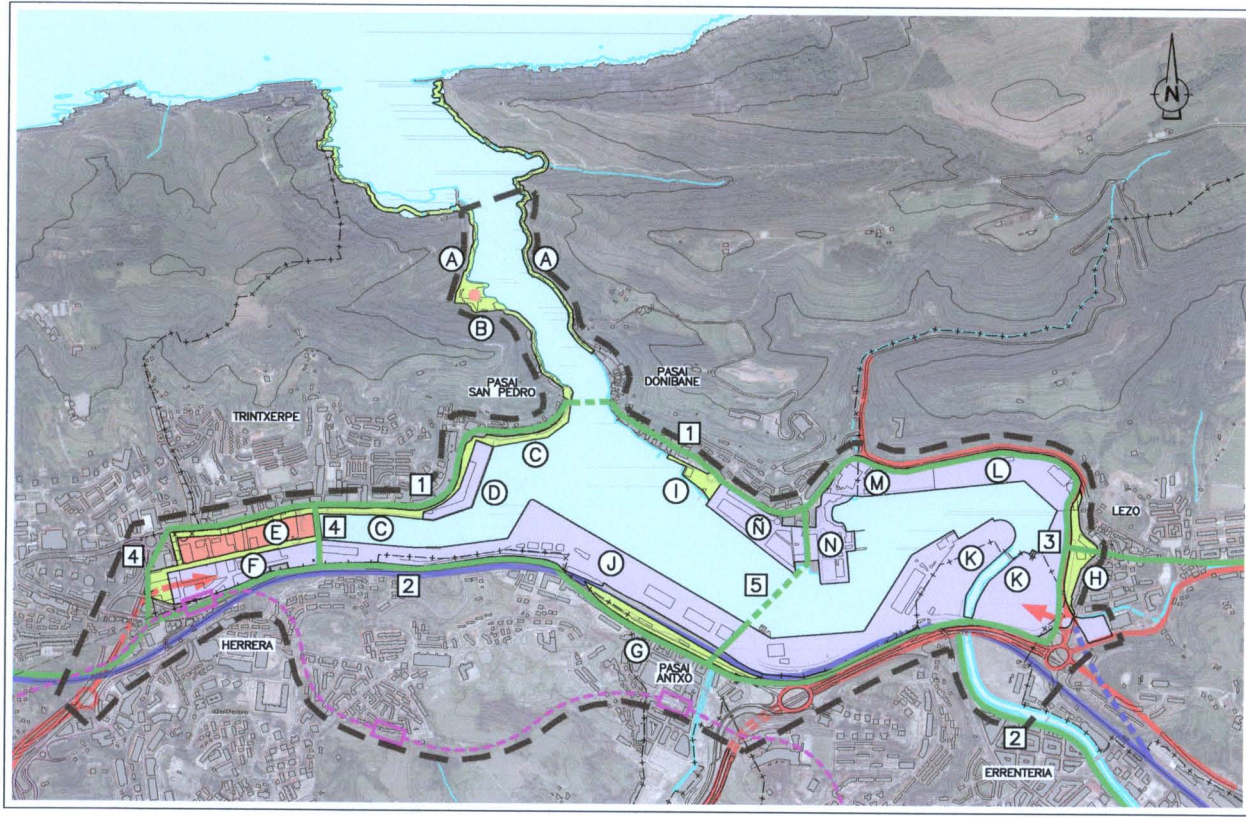 N
A
A
B
PASAI
SAN PEDRO
PASAI
DONIBANE
TRINTXERPE
1
C
1
D
I
M
L
LEZO
E
4
C
Ñ
N
3
4
F
J
K
K
H
2
5
HERRERA
G
PASAI
ANTXO
2
ERRENTERIA